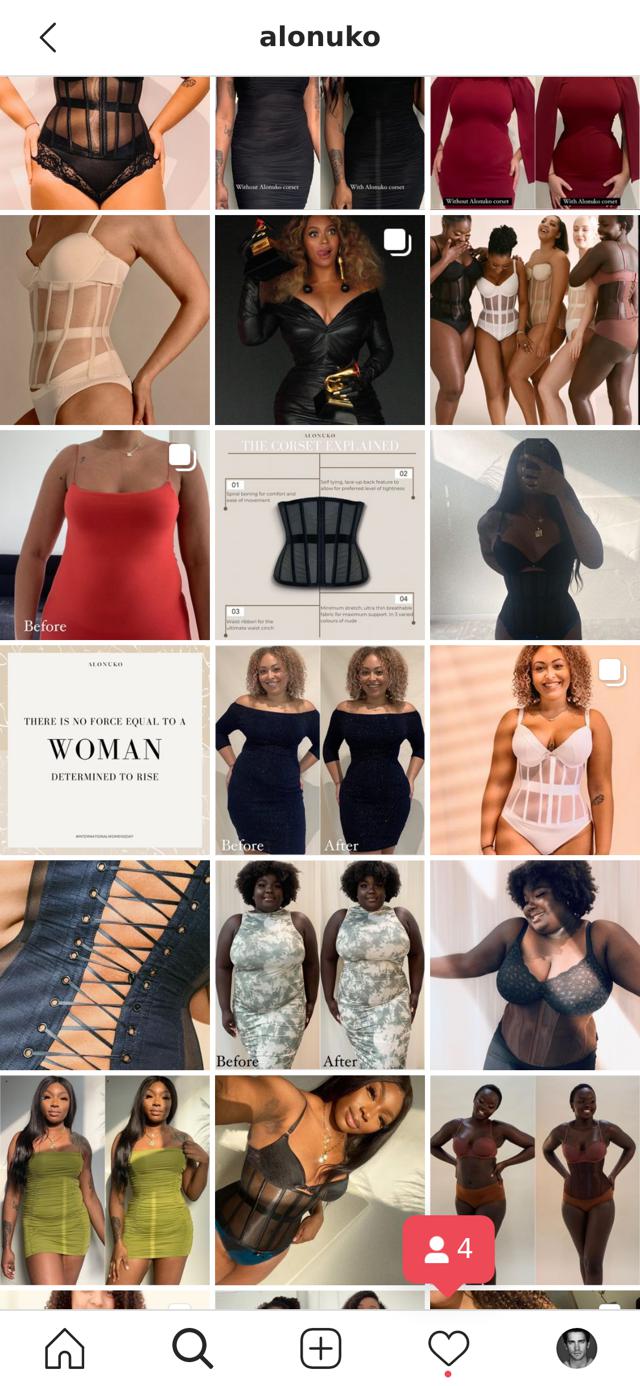 alonuko
Without Alonuko corset
With Alonuko corset
Without Alonuko corset
With Alonuko corset
Before
ALONUKO
THE CORSET EXPLAINED
01
Spiral boning for comfort and
ease of movement
02
Self tying, lace up back feature to
allow for preferred level of tightness
03
Waist ribbon for the
ultimate waist cinch
04
Minimum stretch, ultra thin breathable
fabric for maximum support. In 3 varied
colours of nude
ALONUKO
THERE IS NO FORCE EQUAL TO A
WOMAN
DETERMINED TO RISE
#INTERNATIONALWOMENSDAY
Before
After
Before
After
4